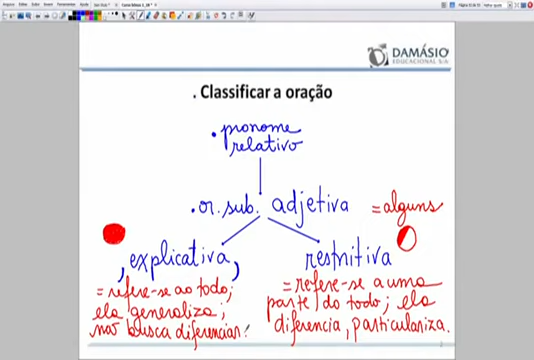 DAMÁSIO
EDUCACIONAL S.A.
. Classificar a oração
. pronome
relativo
. or. sub. adjetiva
= alguns
, explicativa,
restritiva
= refere-se ao todo;
ela generaliza;
não busca diferenciar!
= refere-se a uma
parte do todo; ela
diferencia, particulariza.